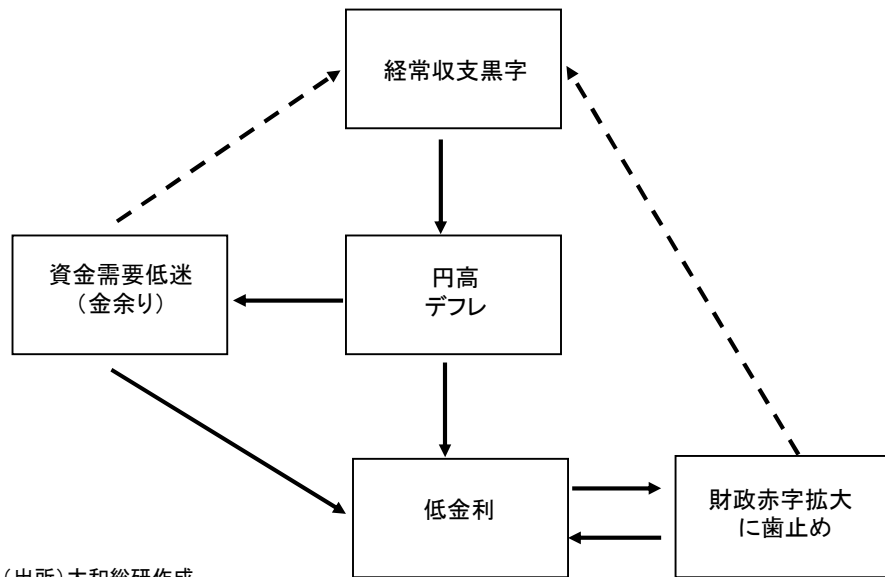 経常収支黒字
資金需要低迷
（金余り）
円高
デフレ
低金利
財政赤字拡大
に歯止め
（出所）大和総研作成